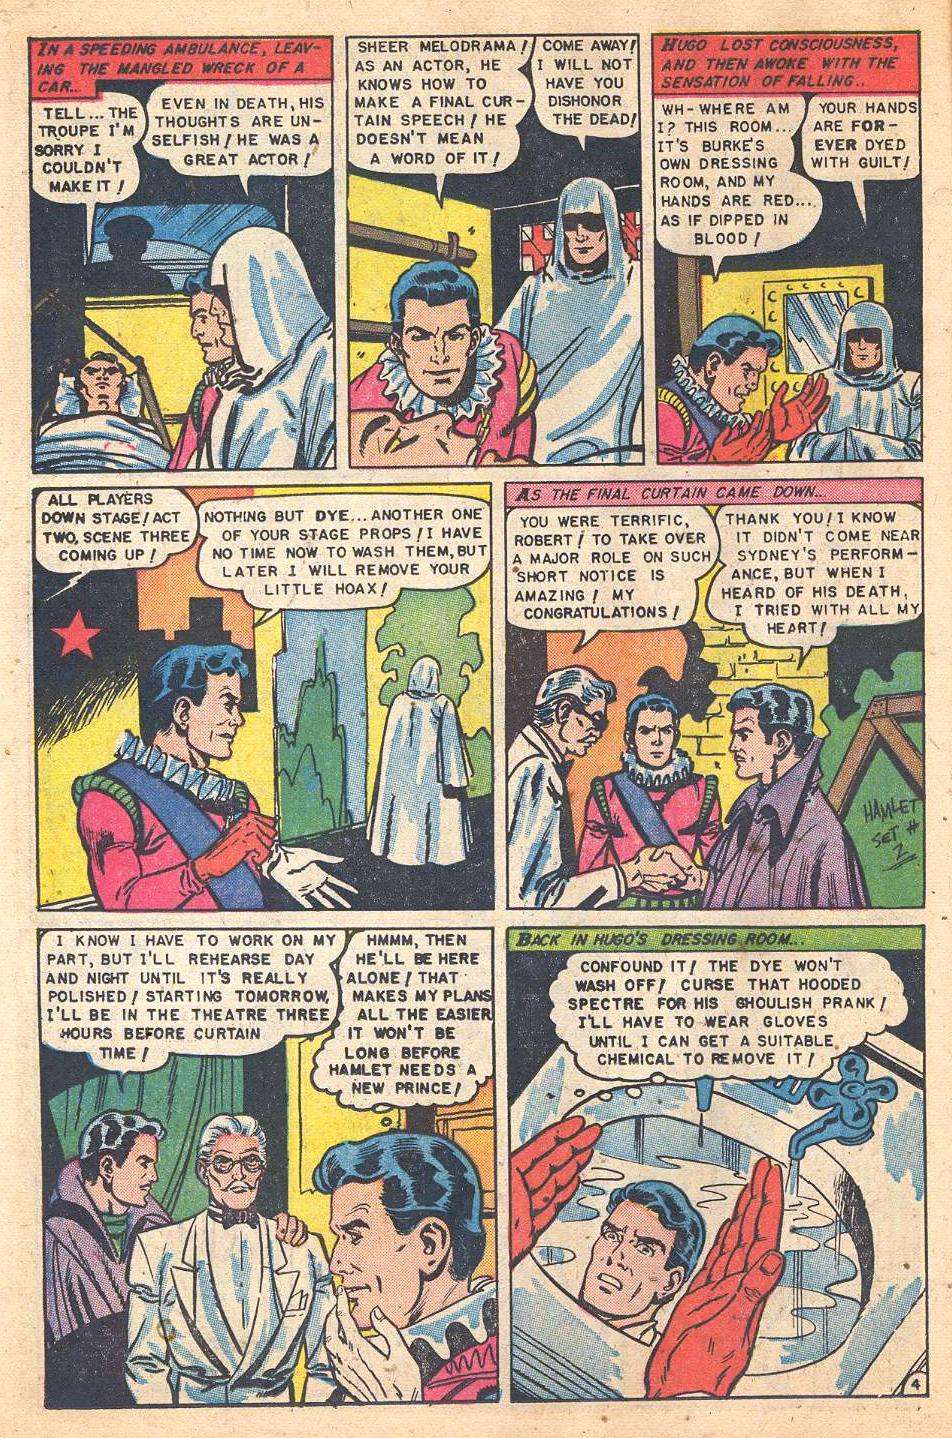 IN A SPEEDING AMBULANCE, LEAV-
ING THE MANGLED WRECK OF A
CAR...
TELL... THE
TROUPE I'M
SORRY I
COULDN'T
MAKE IT!
EVEN IN DEATH, HIS
THOUGHTS ARE UN-
SELFISH! HE WAS A
GREAT ACTOR!
SHEER MELODRAMA!
AS AN ACTOR, HE
KNOWS HOW TO
MAKE A FINAL CUR-
TAIN SPEECH! HE
DOESN'T MEAN
A WORD OF IT!
COME AWAY!
I WILL NOT
HAVE YOU
DISHONOR
THE DEAD!
HUGO LOST CONSCIOUSNESS,
AND THEN AWOKE WITH THE
SENSATION OF FALLING..
WH-WHERE AM
I? THIS ROOM...
IT'S BURKE'S
OWN DRESSING
ROOM, AND MY
HANDS ARE RED....
AS IF DIPPED IN
BLOOD!
YOUR HANDS
ARE FOR-
EVER DYED
WITH GUILT!
ALL PLAYERS
DOWN STAGE! ACT
TWO, SCENE THREE
COMING UP!
NOTHING BUT DYE... ANOTHER ONE
OF YOUR STAGE PROPS! I HAVE
NO TIME NOW TO WASH THEM, BUT
LATER I WILL REMOVE YOUR
LITTLE HOAX!
AS THE FINAL CURTAIN CAME DOWN...
YOU WERE TERRIFIC,
ROBERT! TO TAKE OVER
A MAJOR ROLE ON SUCH
SHORT NOTICE IS
AMAZING! MY
CONGRATULATIONS!
THANK YOU! I KNOW
IT DIDN'T COME NEAR
SYDNEY'S PERFORM-
ANCE, BUT WHEN I
HEARD OF HIS DEATH,
I TRIED WITH ALL MY
HEART!
HAMLET
SET #
2
I KNOW I HAVE TO WORK ON MY
PART, BUT I'LL REHEARSE DAY
AND NIGHT UNTIL IT'S REALLY
POLISHED! STARTING TOMORROW,
I'LL BE IN THE THEATRE THREE
HOURS BEFORE CURTAIN
TIME!
HMMM, THEN
HE'LL BE HERE
ALONE! THAT
MAKES MY PLANS
ALL THE EASIER
IT WON'T BE
LONG BEFORE
HAMLET NEEDS A
NEW PRINCE!
BACK IN HUGO'S DRESSING ROOM...
CONFOUND IT! THE DYE WON'T
WASH OFF! CURSE THAT HOODED
SPECTRE FOR HIS GHOULISH PRANK!
I'LL HAVE TO WEAR GLOVES
UNTIL I CAN GET A SUITABLE
CHEMICAL TO REMOVE IT!
4